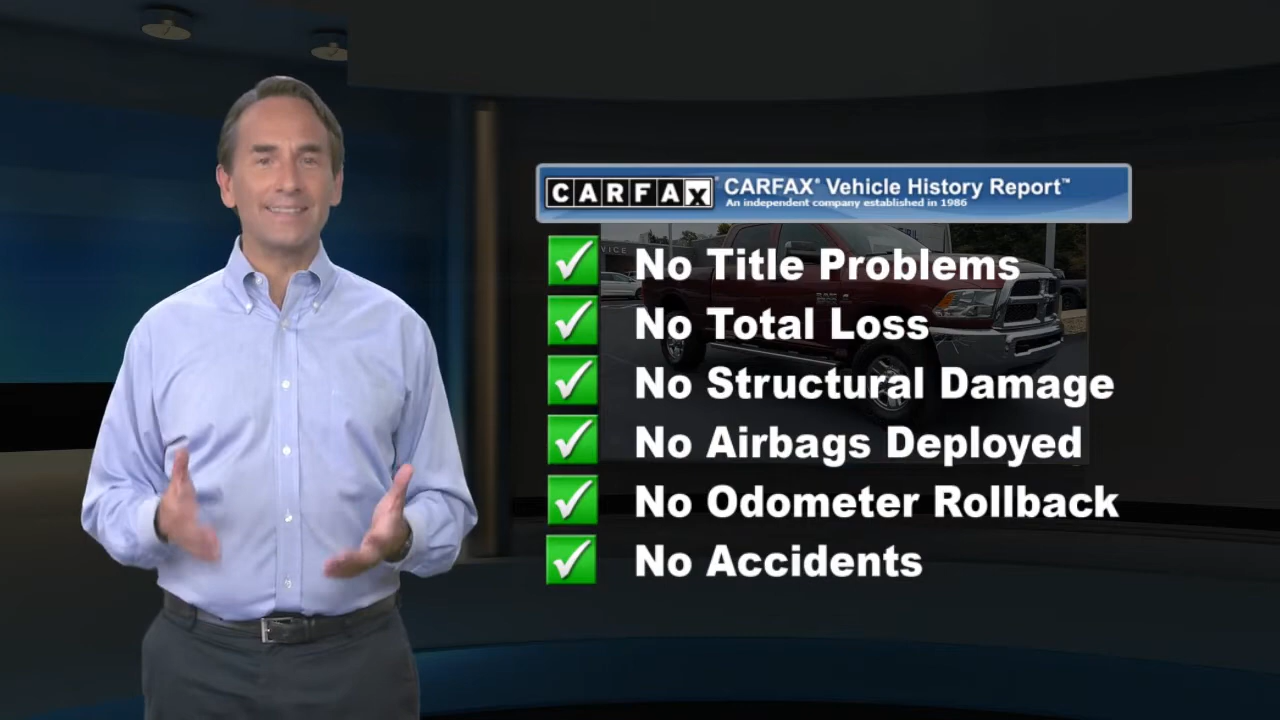 CARFAX® CARFAX® Vehicle History Report™
An independent company established in 1986
No Title Problems
No Total Loss
No Structural Damage
No Airbags Deployed
No Odometer Rollback
No Accidents